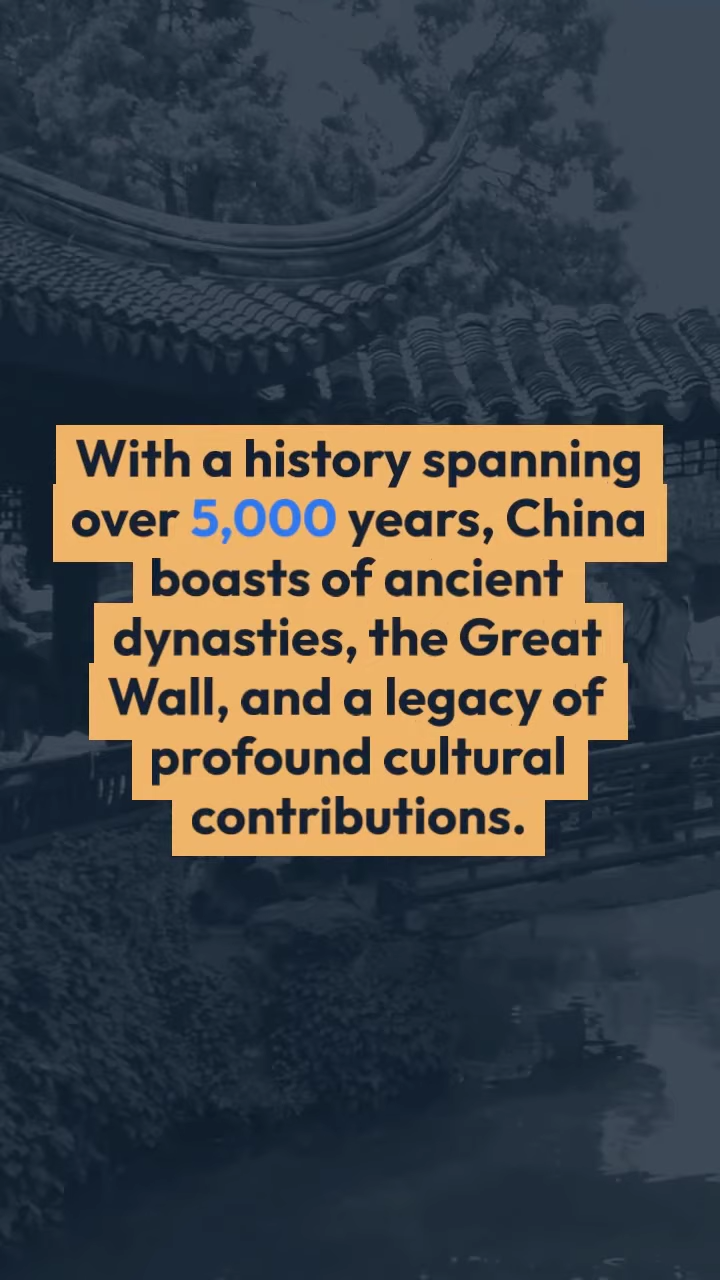 With a history spanning
over 5,000 years, China
boasts of ancient
dynasties, the Great
Wall, and a legacy of
profound cultural
contributions.